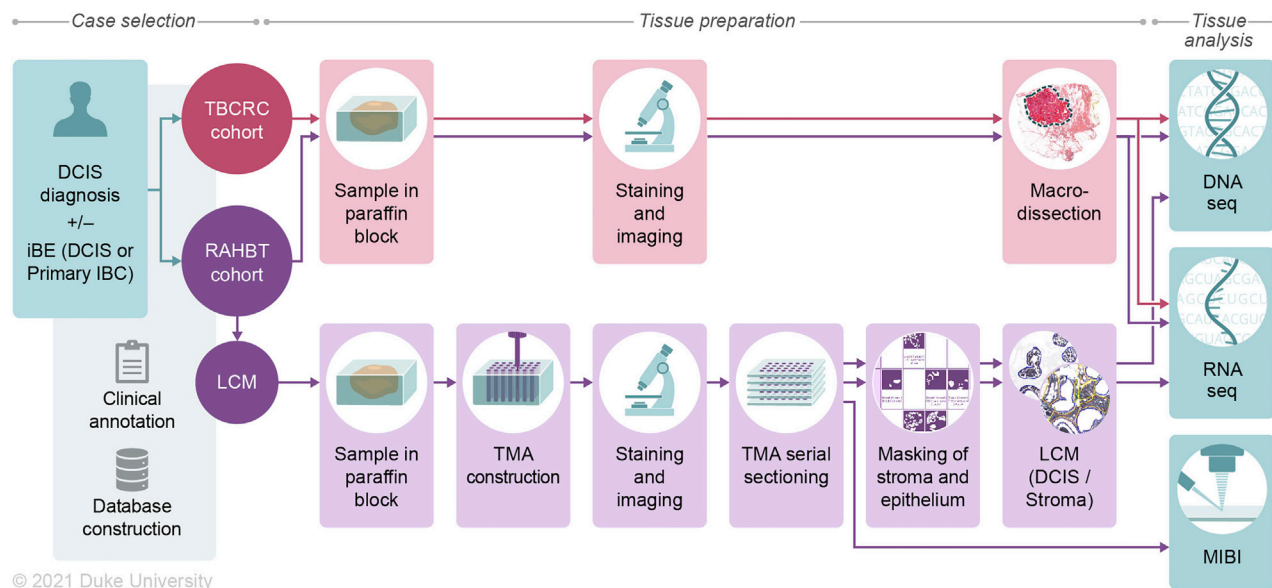 Case selection
Tissue preparation
Tissue
analysis
DCIS
diagnosis
+/–
iBE (DCIS or
Primary IBC)
TBCRC
cohort
RAHBT
cohort
LCM
Clinical
annotation
Database
construction
Sample in
paraffin
block
Staining
and
imaging
Macro-
dissection
DNA
seq
RNA
seq
Sample in
paraffin
block
TMA
construction
Staining
and
imaging
TMA serial
sectioning
Masking of
stroma and
epithelium
LCM
(DCIS /
Stroma)
MIBI
© 2021 Duke University